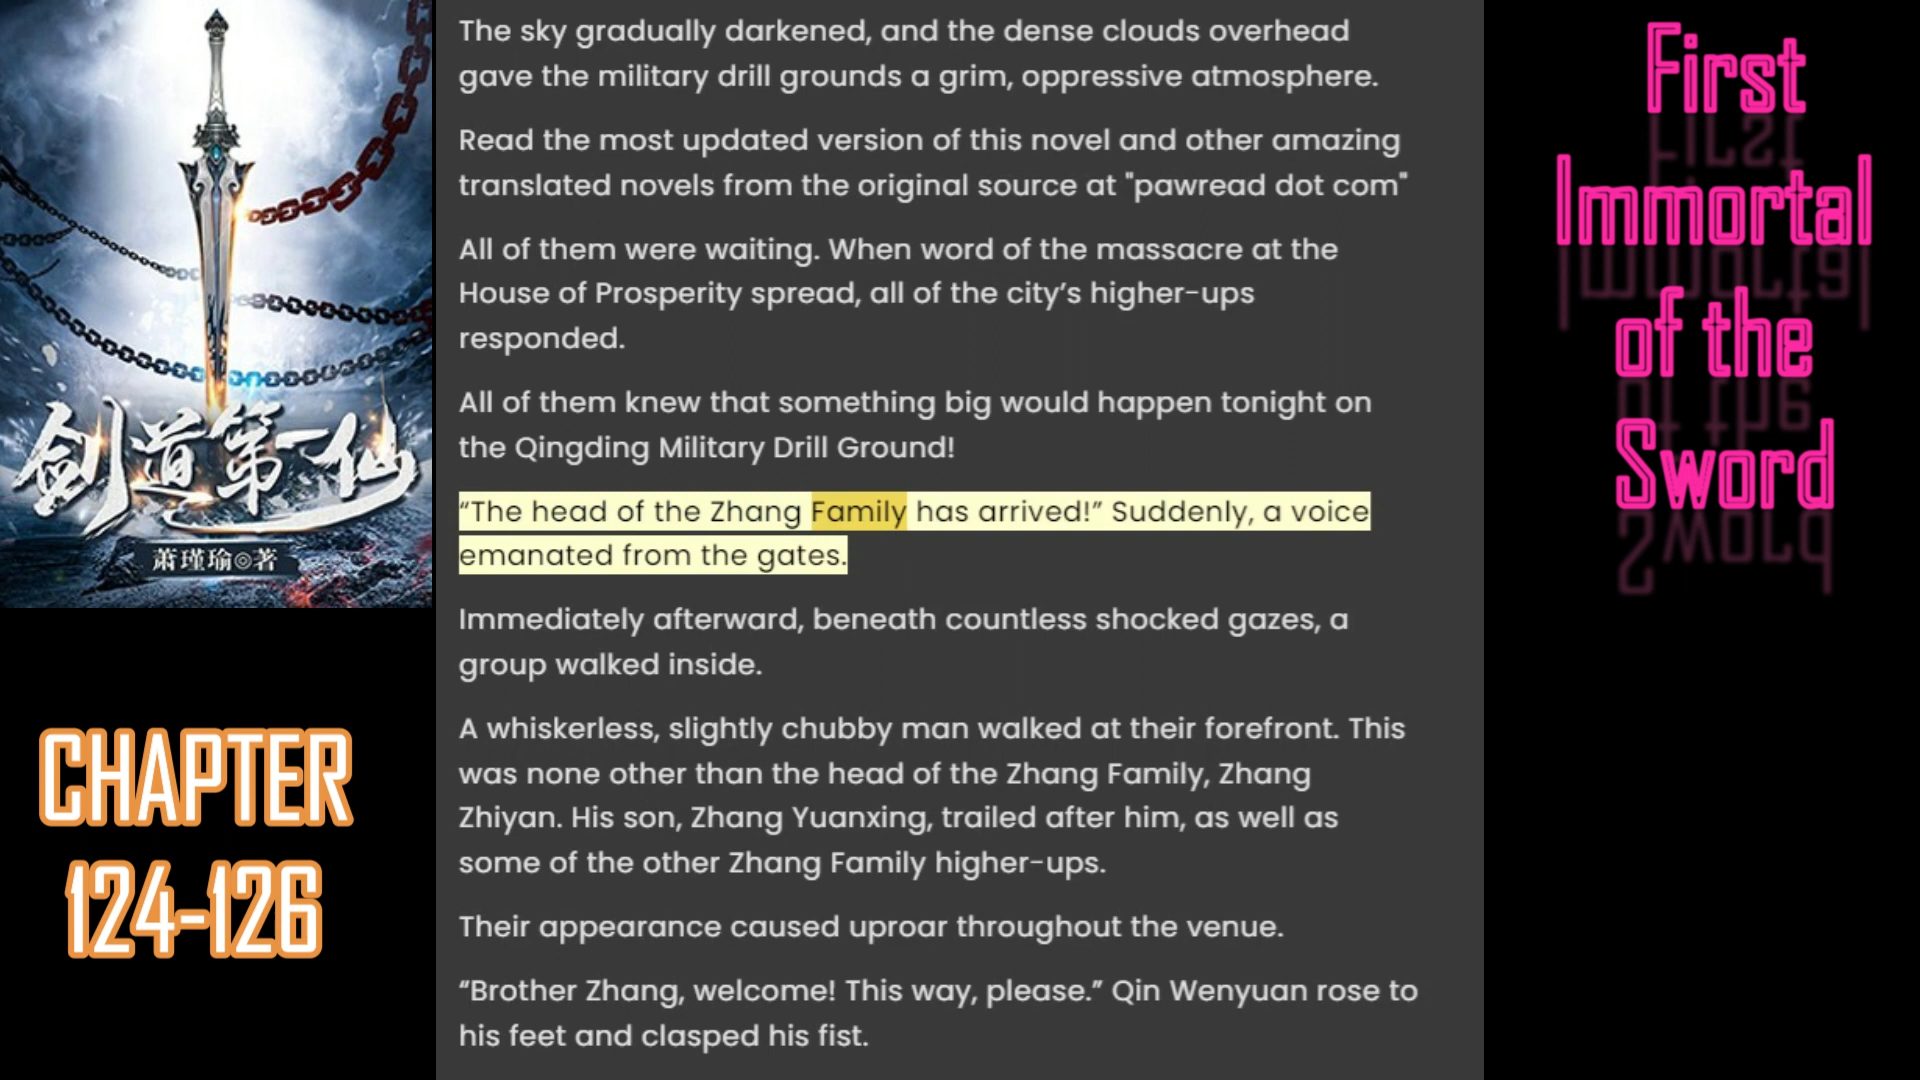 剑道第一仙
萧瑾瑜◎著
CHAPTER
124-126
The sky gradually darkened, and the dense clouds overhead
gave the military drill grounds a grim, oppressive atmosphere.
Read the most updated version of this novel and other amazing
translated novels from the original source at "pawread dot com"
All of them were waiting. When word of the massacre at the
House of Prosperity spread, all of the city’s higher-ups
responded.
All of them knew that something big would happen tonight on
the Qingding Military Drill Ground!
“The head of the Zhang Family has arrived!” Suddenly, a voice
emanated from the gates.
Immediately afterward, beneath countless shocked gazes, a
group walked inside.
A whiskerless, slightly chubby man walked at their forefront. This
was none other than the head of the Zhang Family, Zhang
Zhiyan. His son, Zhang Yuanxing, trailed after him, as well as
some of the other Zhang Family higher-ups.
Their appearance caused uproar throughout the venue.
“Brother Zhang, welcome! This way, please.” Qin Wenyuan rose to
his feet and clasped his fist.
First
Immortal
of the
Sword